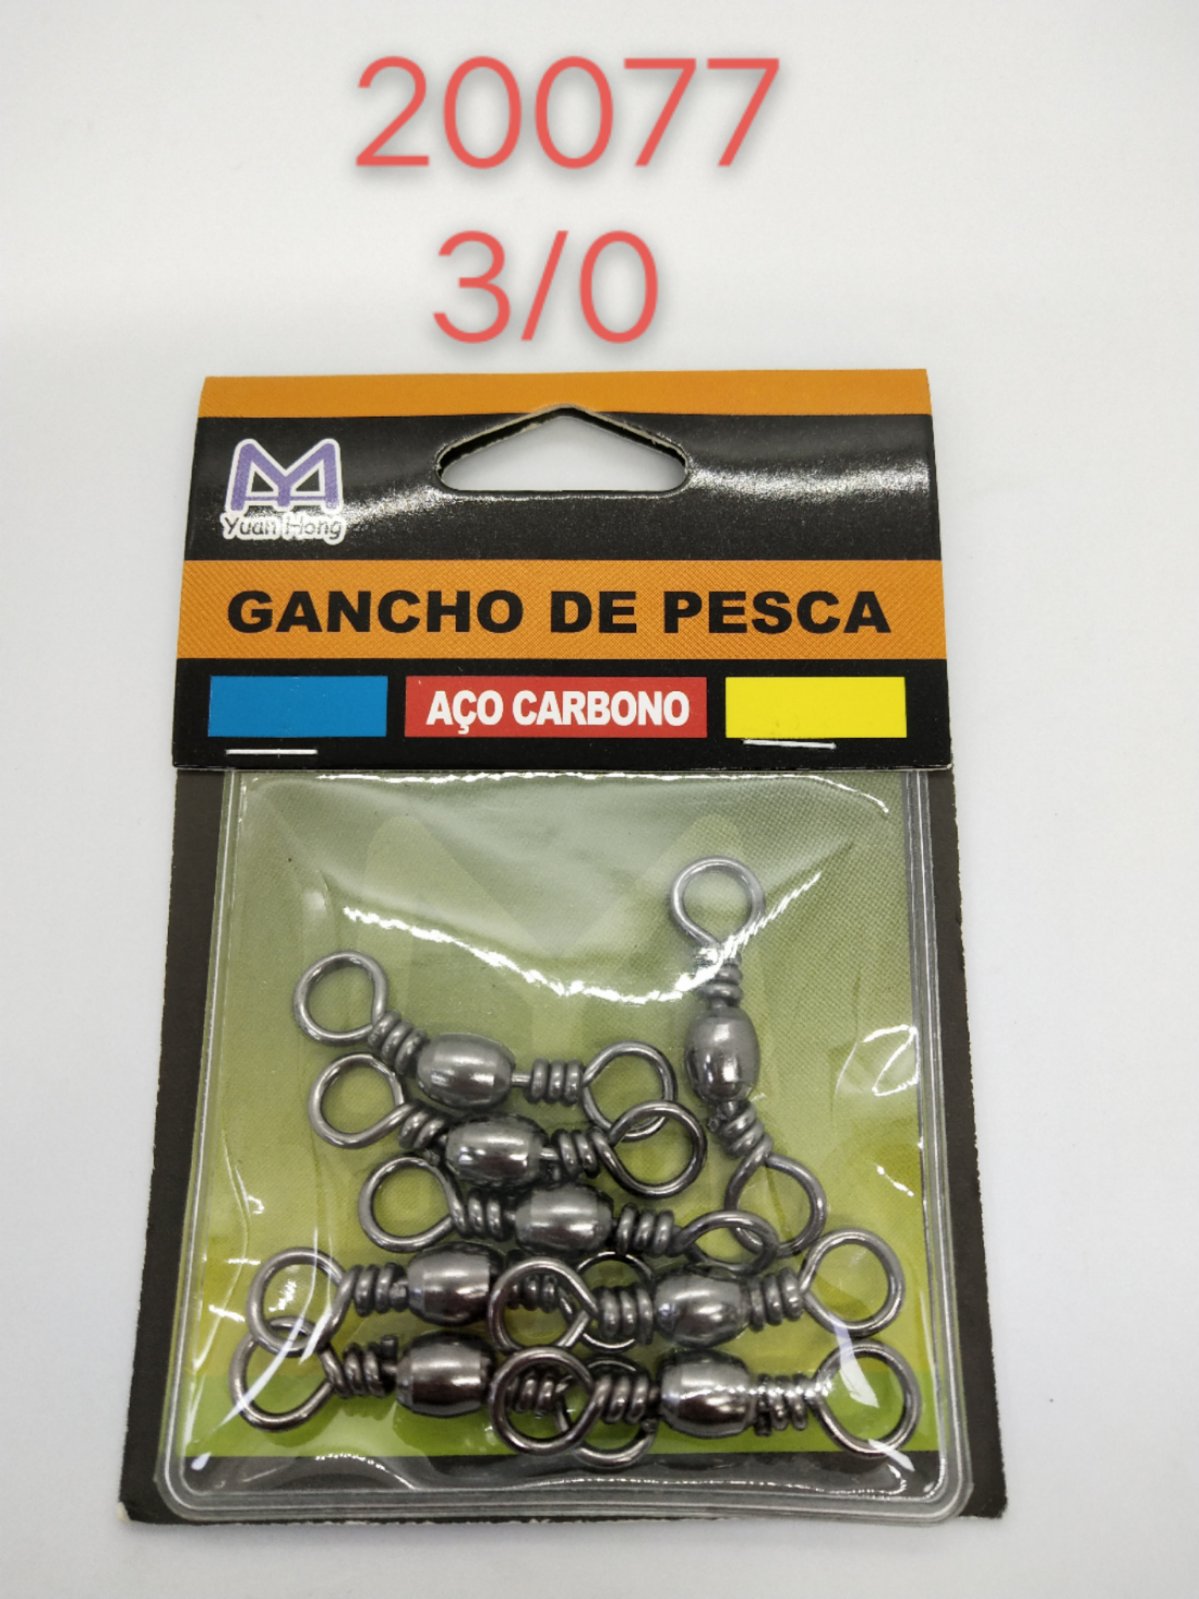 20077
3/0
Yuan Hong
GANCHO DE PESCA
AÇO CARBONO